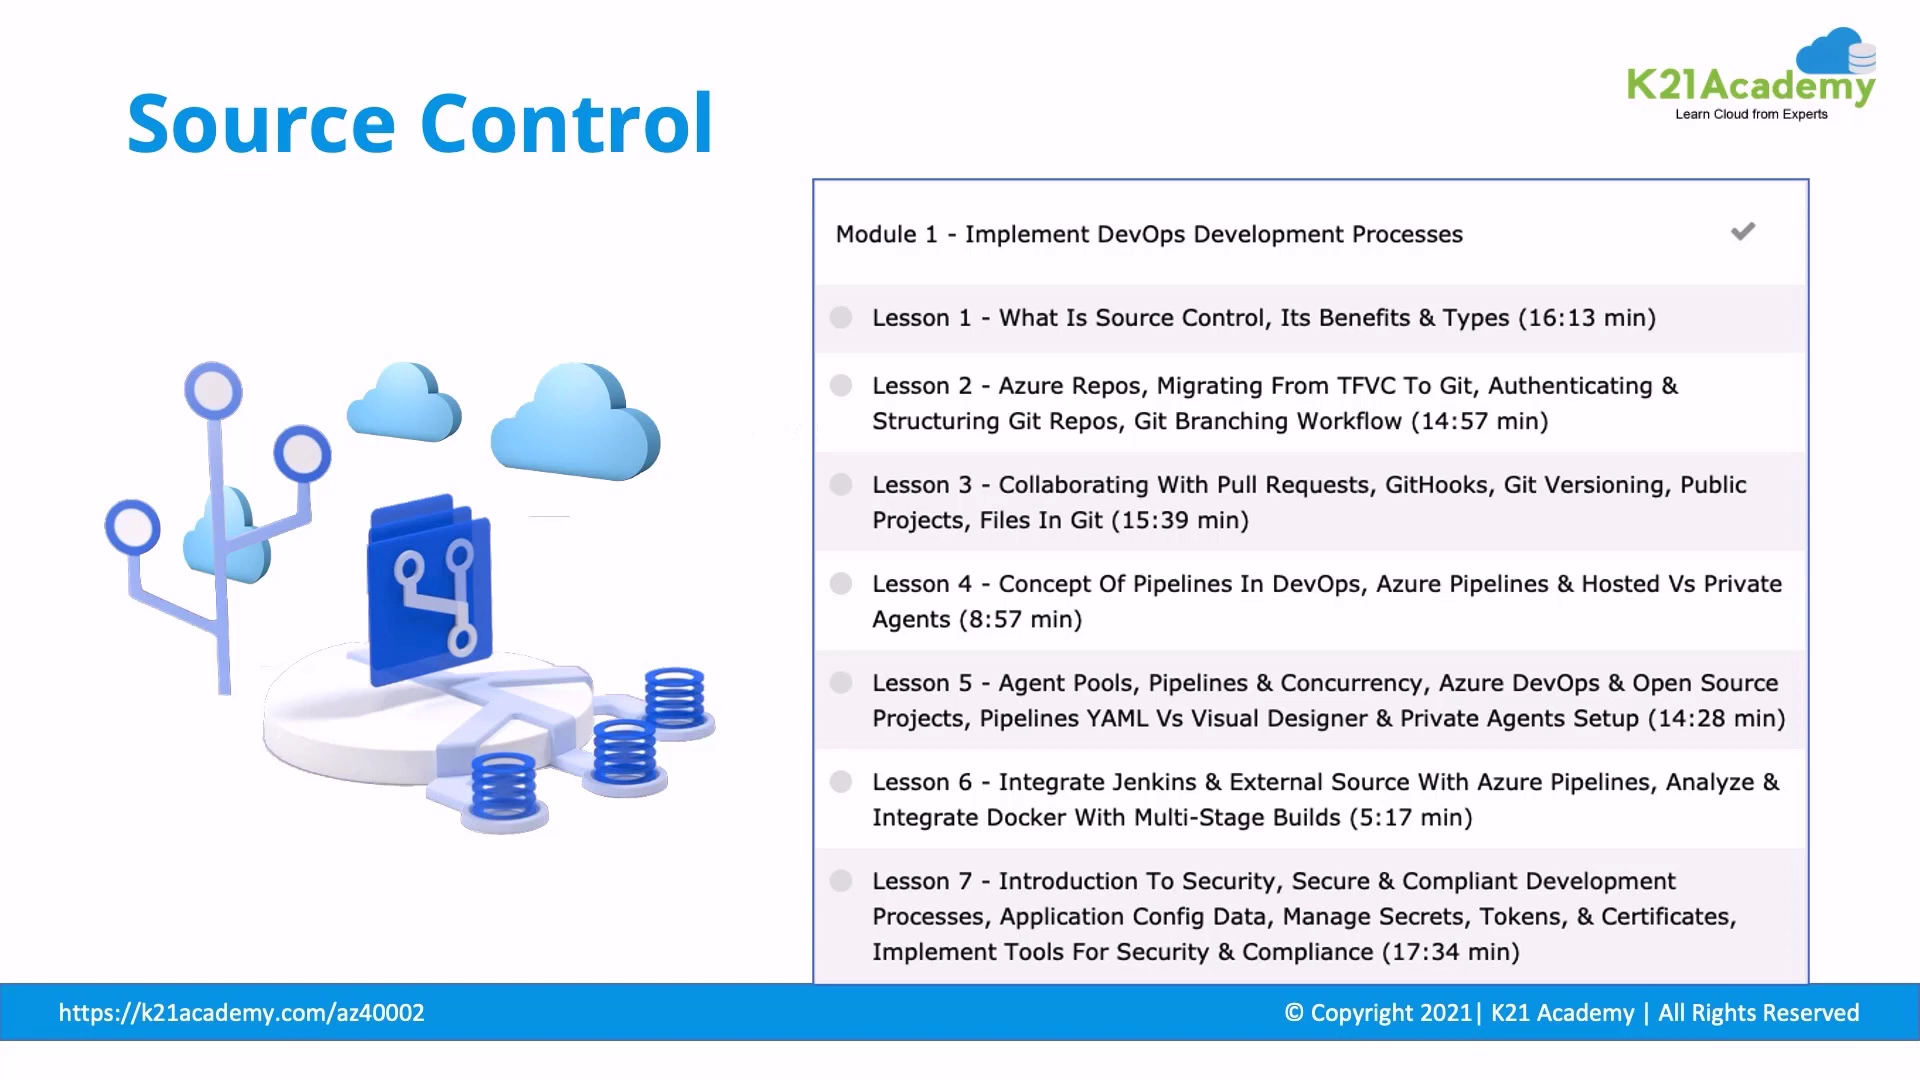 K21Academy
Learn Cloud from Experts
Source Control
Module 1 - Implement DevOps Development Processes
Lesson 1 - What Is Source Control, Its Benefits & Types (16:13 min)
Lesson 2 - Azure Repos, Migrating From TFVC To Git, Authenticating &
Structuring Git Repos, Git Branching Workflow (14:57 min)
Lesson 3 - Collaborating With Pull Requests, GitHooks, Git Versioning, Public
Projects, Files In Git (15:39 min)
Lesson 4 - Concept Of Pipelines In DevOps, Azure Pipelines & Hosted Vs Private
Agents (8:57 min)
Lesson 5 - Agent Pools, Pipelines & Concurrency, Azure DevOps & Open Source
Projects, Pipelines YAML Vs Visual Designer & Private Agents Setup (14:28 min)
Lesson 6 - Integrate Jenkins & External Source With Azure Pipelines, Analyze &
Integrate Docker With Multi-Stage Builds (5:17 min)
Lesson 7 - Introduction To Security, Secure & Compliant Development
Processes, Application Config Data, Manage Secrets, Tokens, & Certificates,
Implement Tools For Security & Compliance (17:34 min)
https://k21academy.com/az40002
© Copyright 2021| K21 Academy | All Rights Reserved